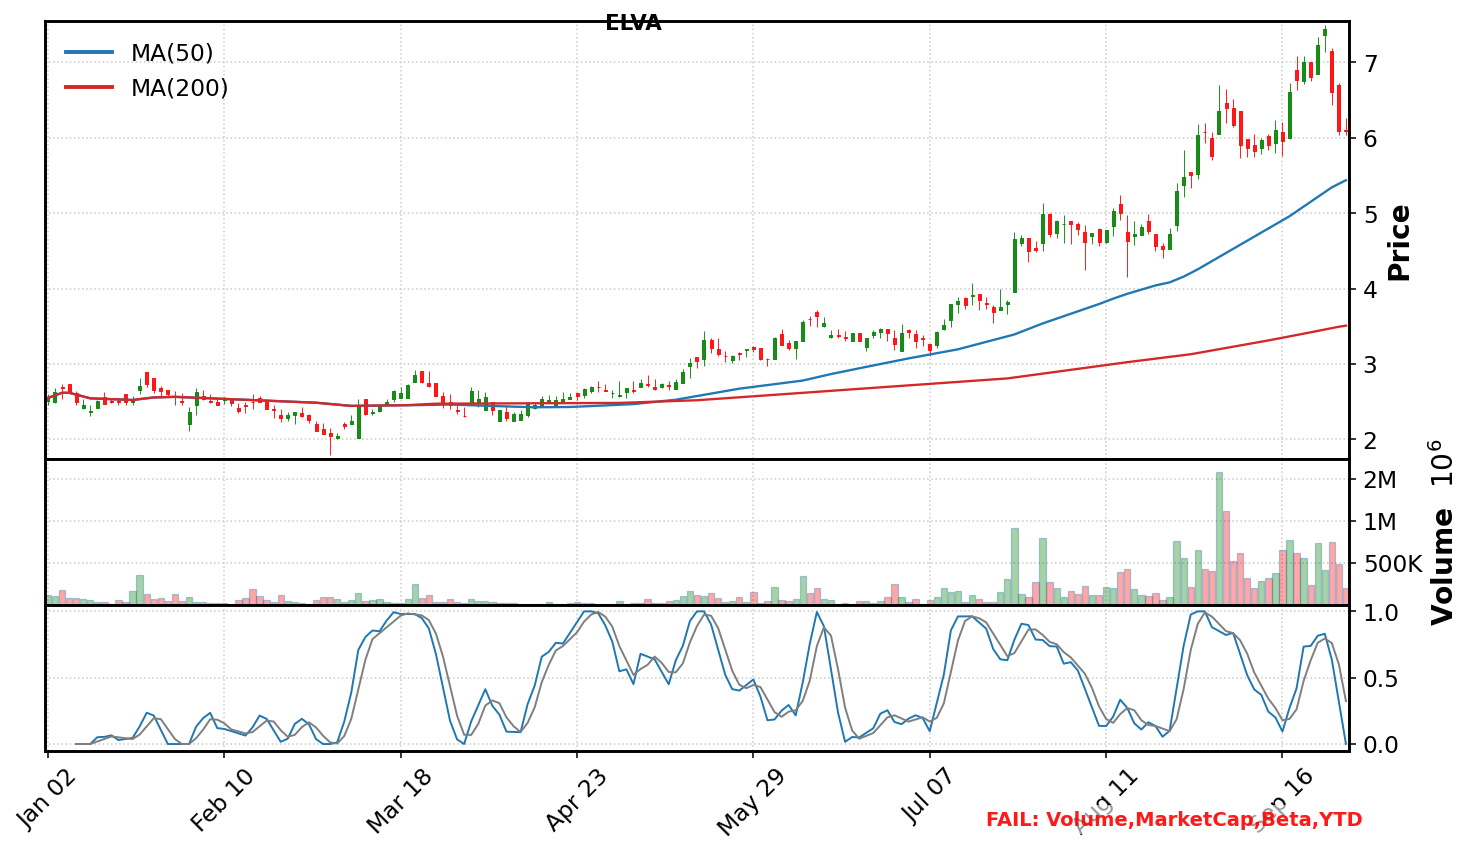 ELVA
MA(50)
MA(200)
7
6
5
4
3
2
Price
2M
1M
500K
Volume 10⁶
1.0
0.5
0.0
Jan 02
Feb 10
Mar 18
Apr 23
May 29
Jul 07
Aug 11
Sep 16
FAIL: Volume,MarketCap,Beta,YTD